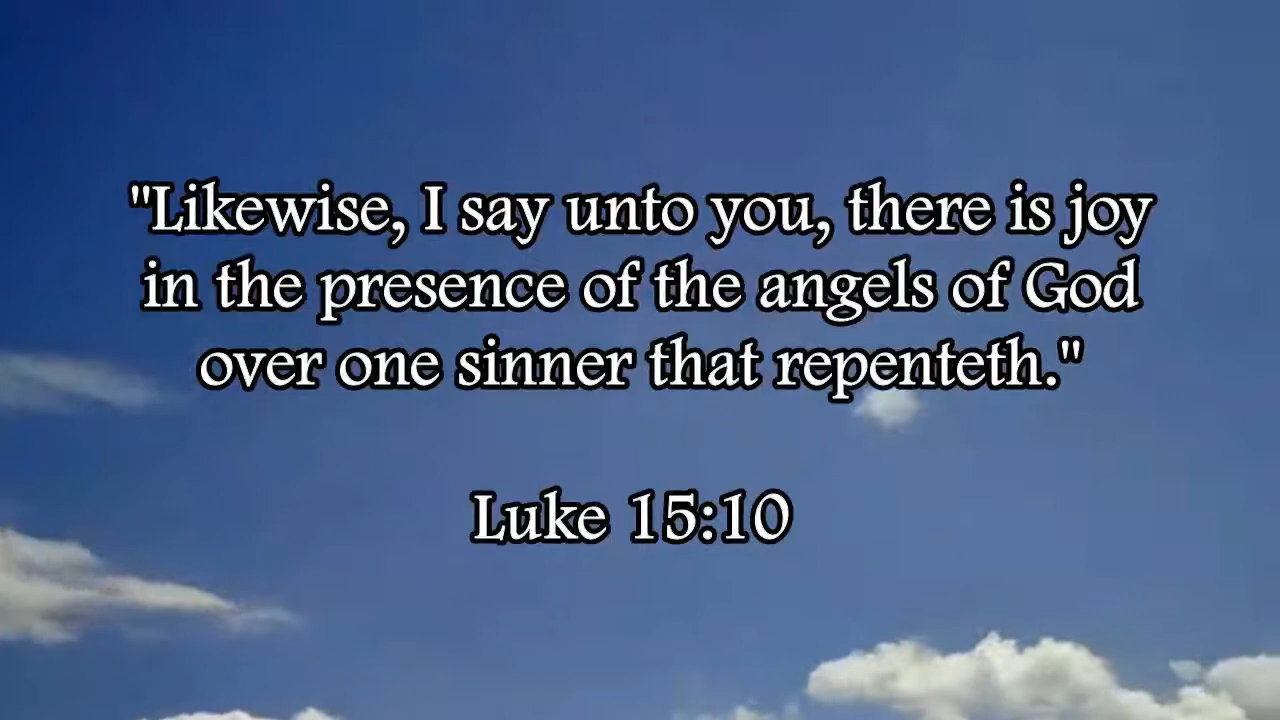 "Likewise, I say unto you, there is joy
in the presence of the angels of God
over one sinner that repenteth."
Luke 15:10